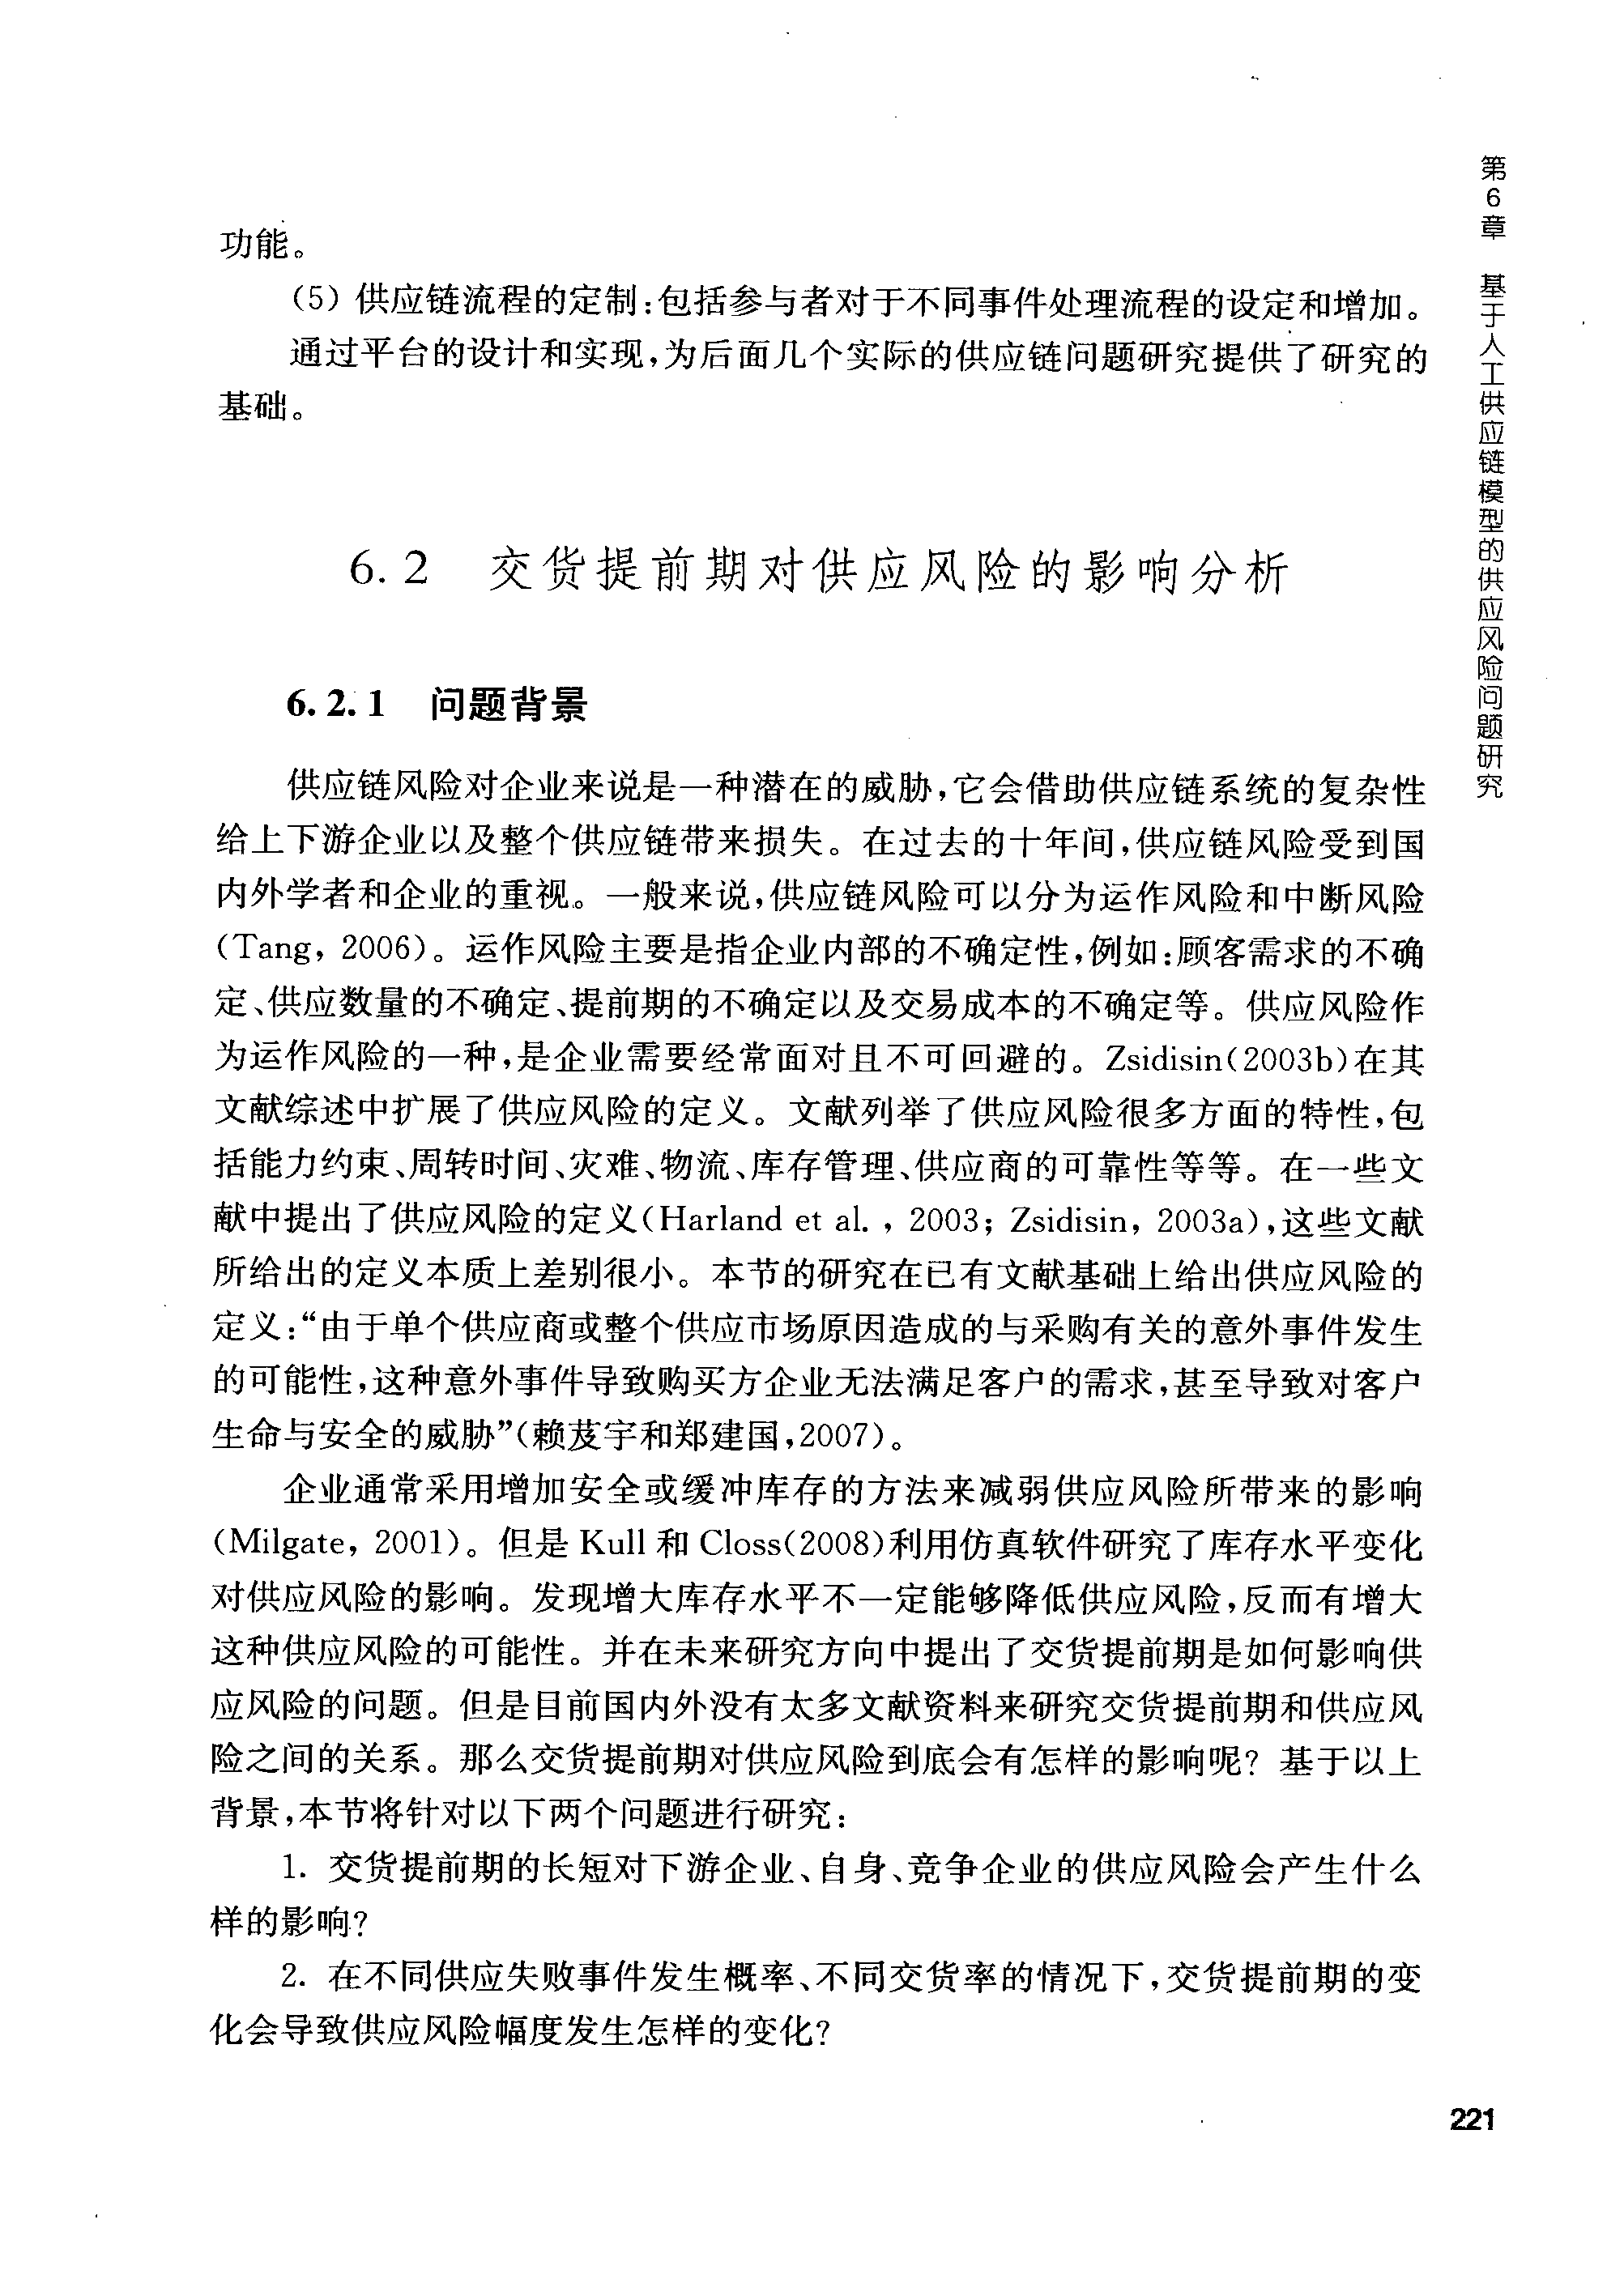 功能。
(5) 供应链流程的定制:包括参与者对于不同事件处理流程的设定和增加。
通过平台的设计和实现,为后面几个实际的供应链问题研究提供了研究的
基础。
6.2 交货提前期对供应风险的影响分析
6.2.1 问题背景
供应链风险对企业来说是一种潜在的威胁,它会借助供应链系统的复杂性
给上下游企业以及整个供应链带来损失。在过去的十年间,供应链风险受到国
内外学者和企业的重视。一般来说,供应链风险可以分为运作风险和中断风险
(Tang, 2006)。运作风险主要是指企业内部的不确定性,例如:顾客需求的不确
定、供应数量的不确定、提前期的不确定以及交易成本的不确定等。供应风险作
为运作风险的一种,是企业需要经常面对且不可回避的。Zsidisin(2003b)在其
文献综述中扩展了供应风险的定义。文献列举了供应风险很多方面的特性,包
括能力约束、周转时间、灾难、物流、库存管理、供应商的可靠性等等。在一些文
献中提出了供应风险的定义(Harland et al., 2003; Zsidisin, 2003a),这些文献
所给出的定义本质上差别很小。本节的研究在已有文献基础上给出供应风险的
定义:“由于单个供应商或整个供应市场原因造成的与采购有关的意外事件发生
的可能性,这种意外事件导致购买方企业无法满足客户的需求,甚至导致对客户
生命与安全的威胁”(赖芨宇和郑建国,2007)。
企业通常采用增加安全或缓冲库存的方法来减弱供应风险所带来的影响
(Milgate, 2001)。但是 Kull 和 Closs(2008)利用仿真软件研究了库存水平变化
对供应风险的影响。发现增大库存水平不一定能够降低供应风险,反而有增大
这种供应风险的可能性。并在未来研究方向中提出了交货提前期是如何影响供
应风险的问题。但是目前国内外没有太多文献资料来研究交货提前期和供应风
险之间的关系。那么交货提前期对供应风险到底会有怎样的影响呢? 基于以上
背景,本节将针对以下两个问题进行研究:
1. 交货提前期的长短对下游企业、自身、竞争企业的供应风险会产生什么
样的影响?
2. 在不同供应失败事件发生概率、不同交货率的情况下,交货提前期的变
化会导致供应风险幅度发生怎样的变化?
第6章 基于人工供应链模型的供应风险问题研究
221